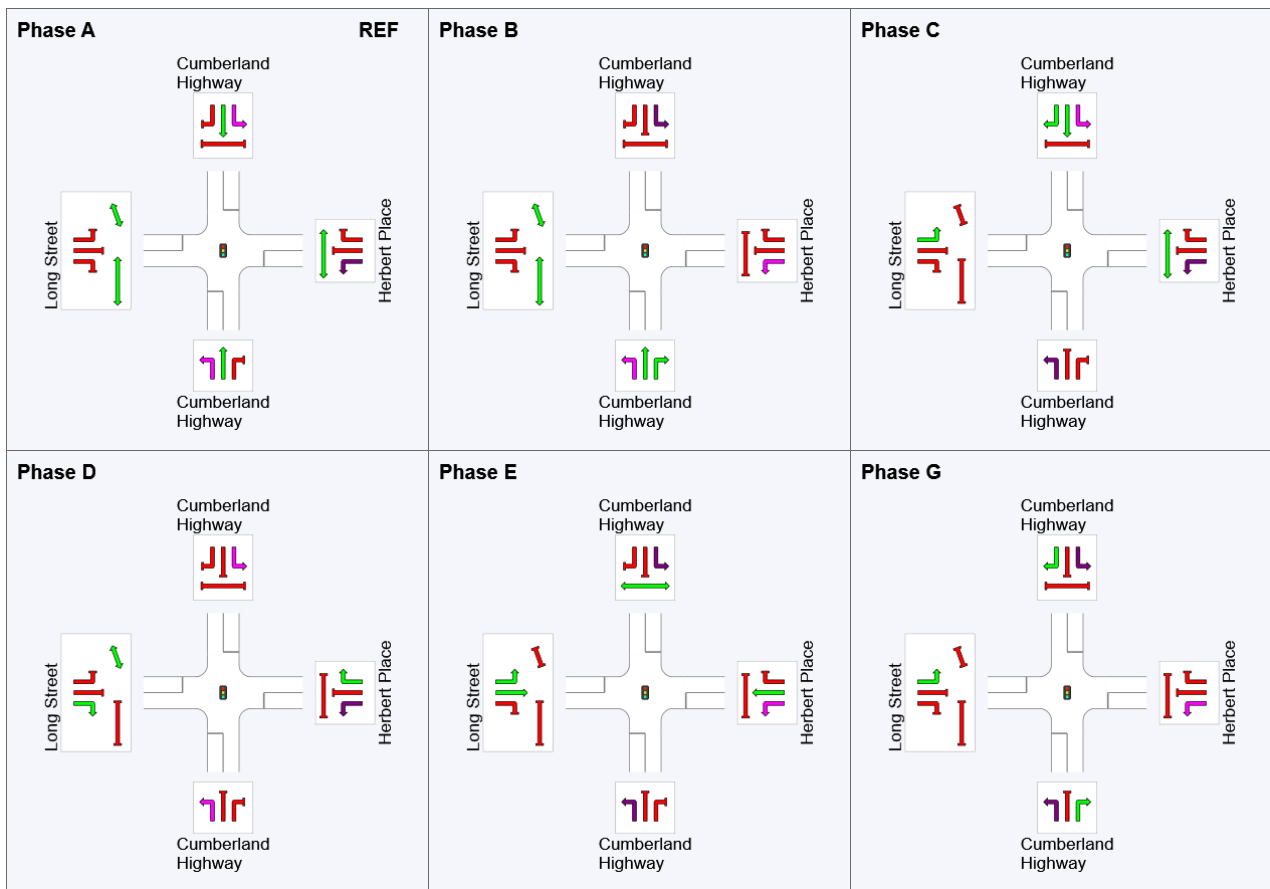 Phase A
REF
Cumberland
Highway
Long Street
Herbert Place
Cumberland
Highway
Phase B
Cumberland
Highway
Long Street
Herbert Place
Cumberland
Highway
Phase C
Cumberland
Highway
Long Street
Herbert Place
Cumberland
Highway
Phase D
Cumberland
Highway
Long Street
Herbert Place
Cumberland
Highway
Phase E
Cumberland
Highway
Long Street
Herbert Place
Cumberland
Highway
Phase G
Cumberland
Highway
Long Street
Herbert Place
Cumberland
Highway